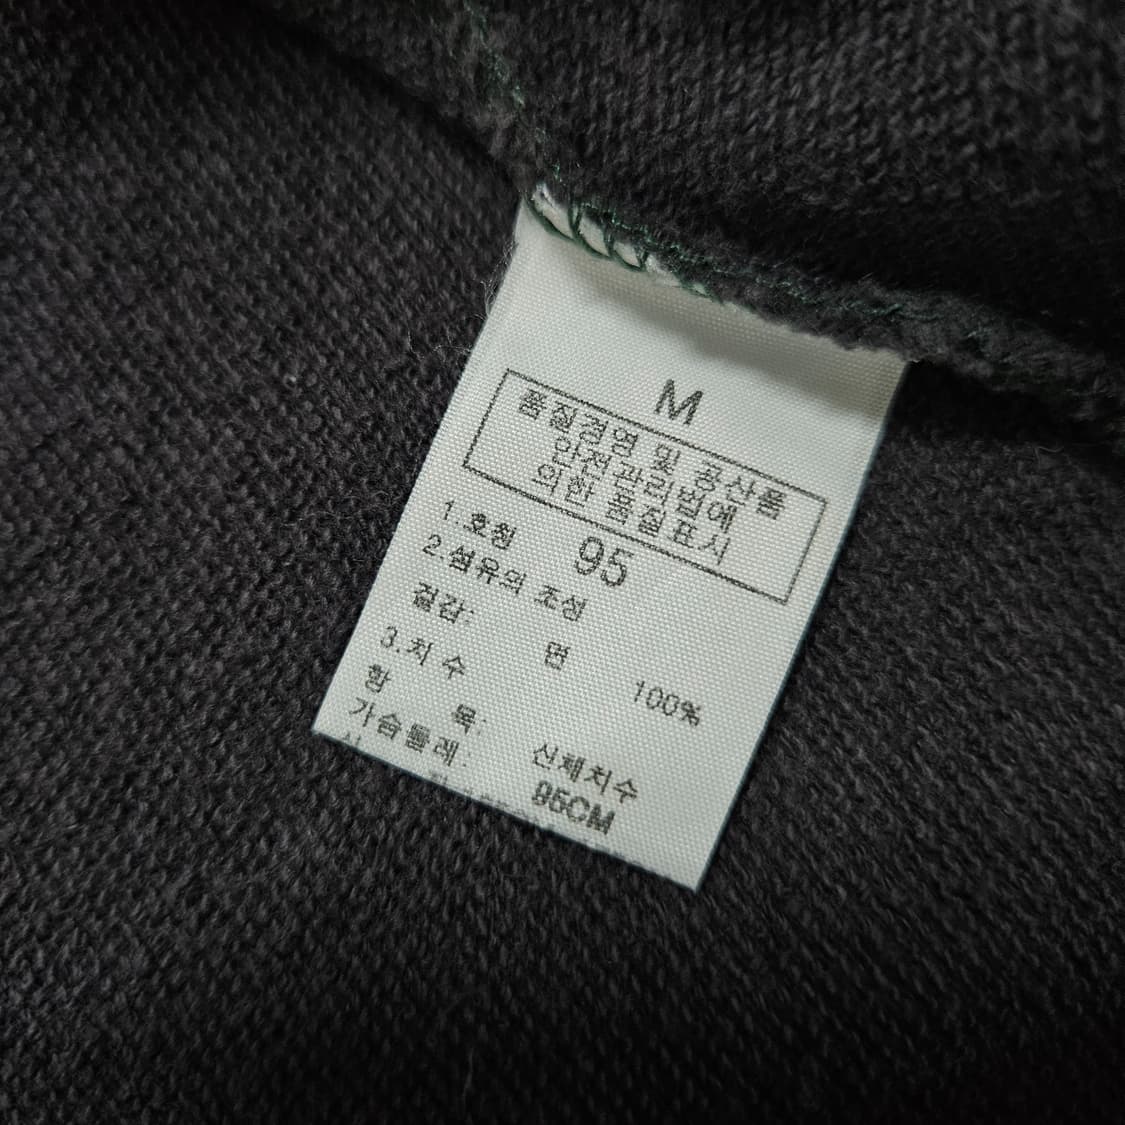 M
품질경영 및 공산품
안전관리법에
의한 품질표시
1.호칭 95
2.섬유의 조성
겉감: 면 100%
3.치 수
항 목: 신체치수
가슴둘레: 95CM